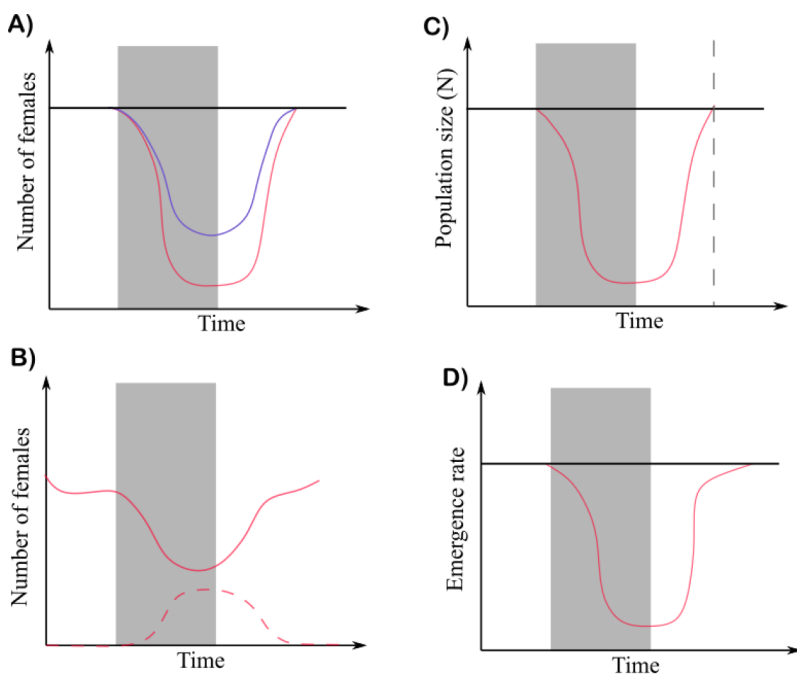 A)
Number of females
Time
B)
Number of females
Time
C)
Population size (N)
Time
D)
Emergence rate
Time